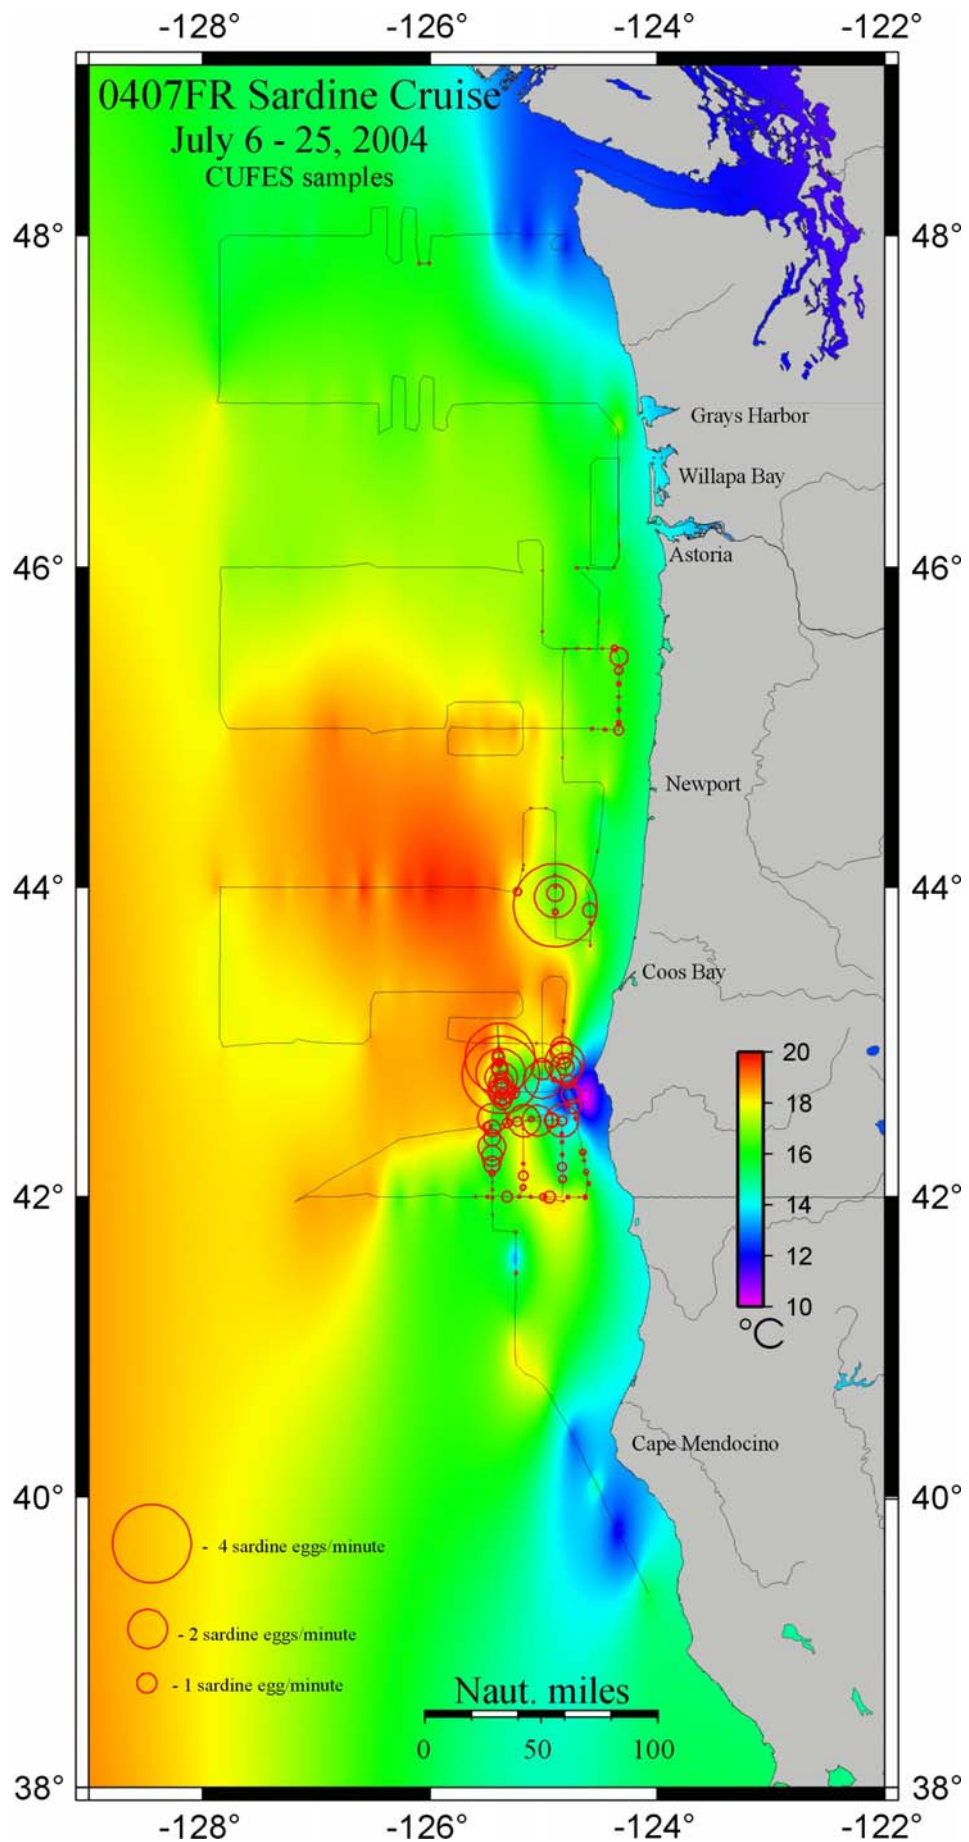 -128° -126° -124° -122°
0407FR Sardine Cruise
July 6 - 25, 2004
CUFES samples
48° 48°
Grays Harbor
Willapa Bay
Astoria
46° 46°
Newport
44° 44°
Coos Bay
20
18
16
14
12
10
°C
42° 42°
Cape Mendocino
40° 40°
- 4 sardine eggs/minute
- 2 sardine eggs/minute
- 1 sardine egg/minute
Naut. miles
0 50 100
38° 38°
-128° -126° -124° -122°